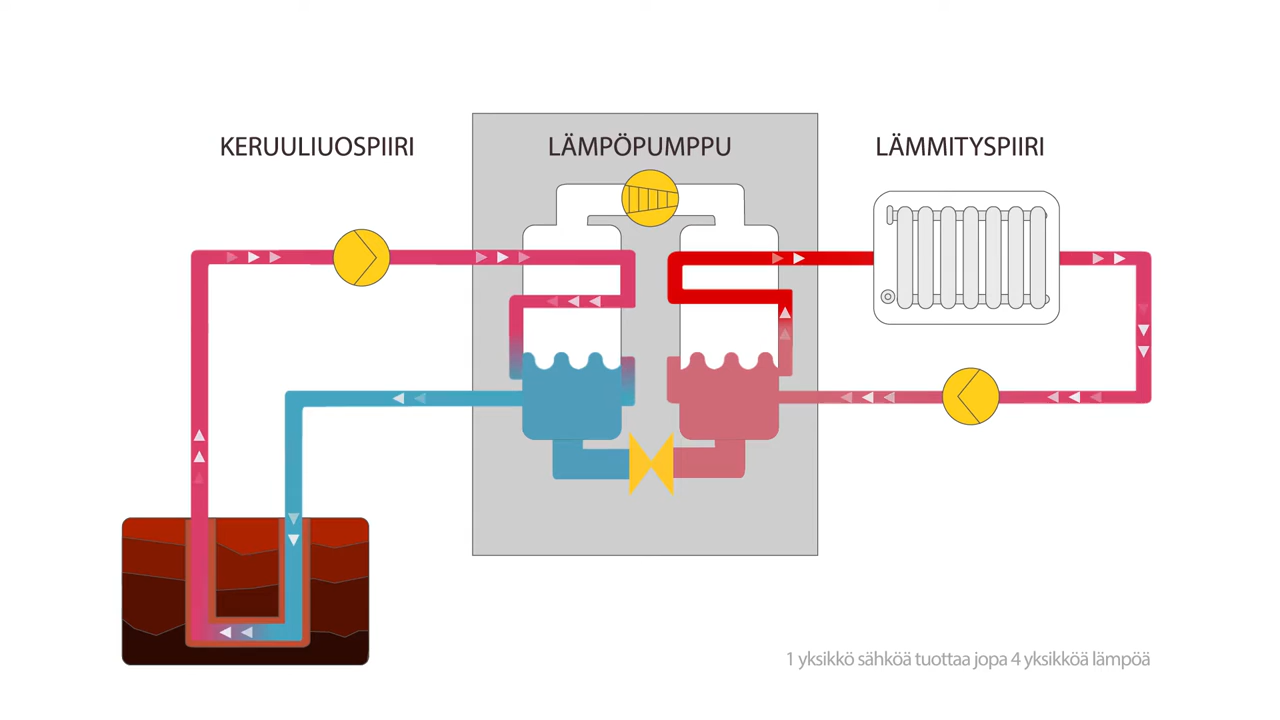 KERUULIUOSPIIRI
LÄMPÖPUMPPU
LÄMMITYSPIIRI
1 yksikkö sähköä tuottaa jopa 4 yksikköä lämpöä